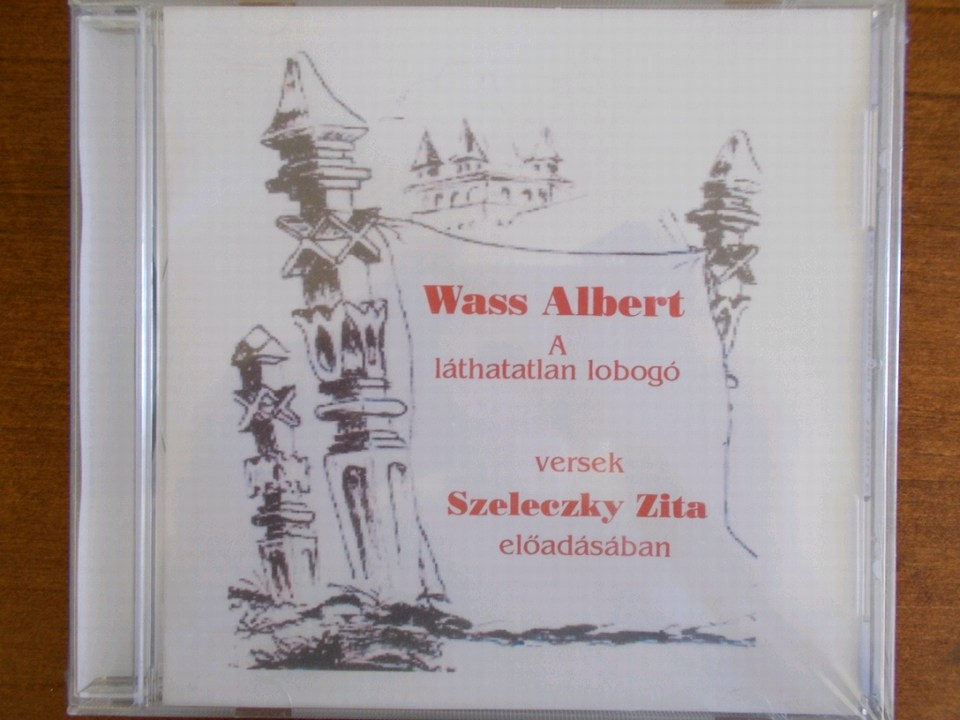 Wass Albert
A
láthatatlan lobogó
versek
Szeleczky Zita
előadásában